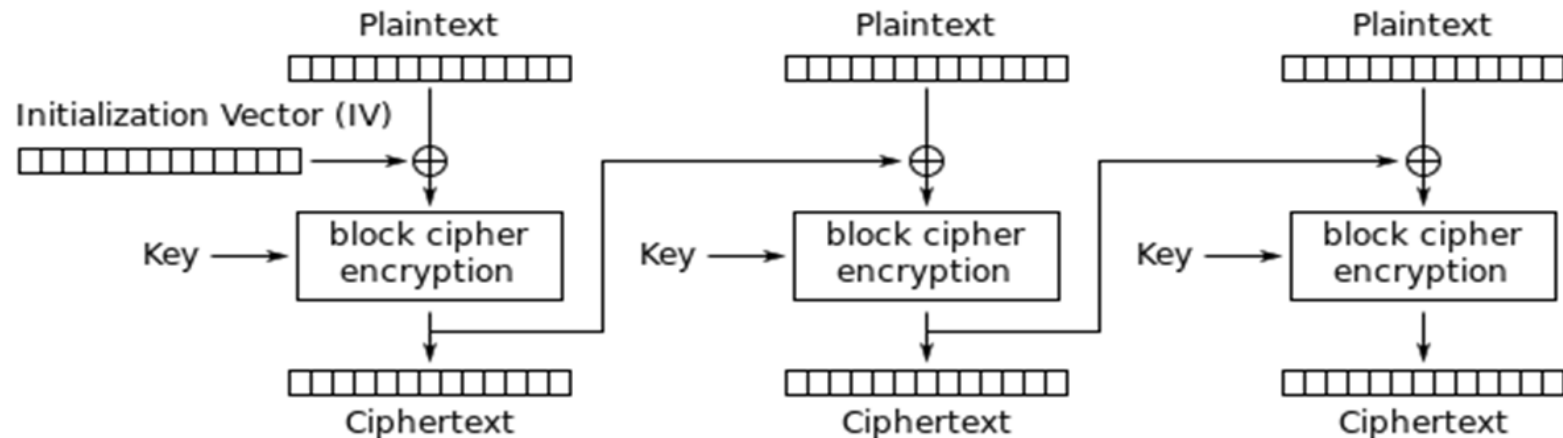 Plaintext
Plaintext
Plaintext
Initialization Vector (IV)
Key
block cipher
encryption
Key
block cipher
encryption
Key
block cipher
encryption
Ciphertext
Ciphertext
Ciphertext